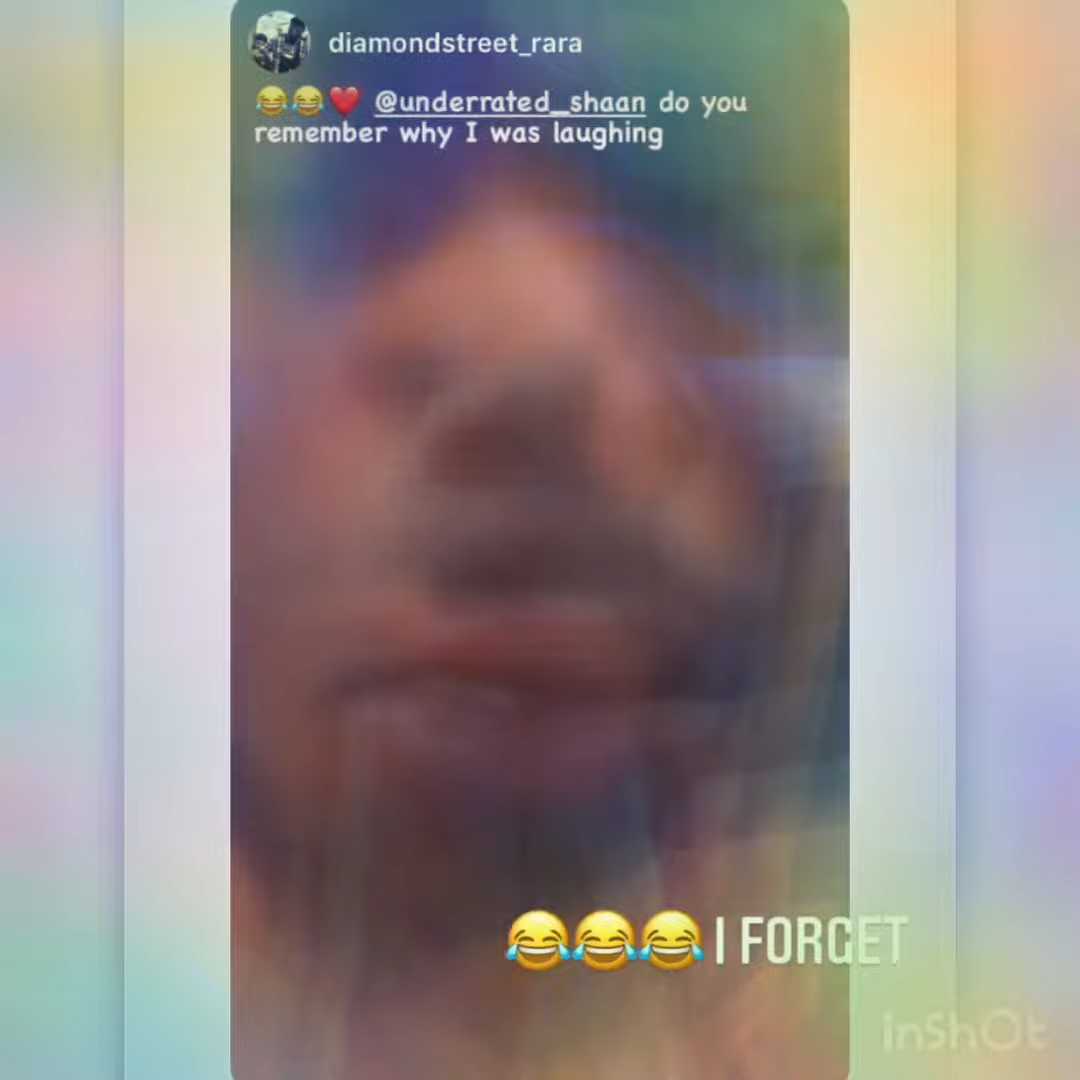 diamondstreet_rara
😂😂❤️ @underrated_shaan do you
remember why I was laughing
😂😂😂 I FORGET
InShOt